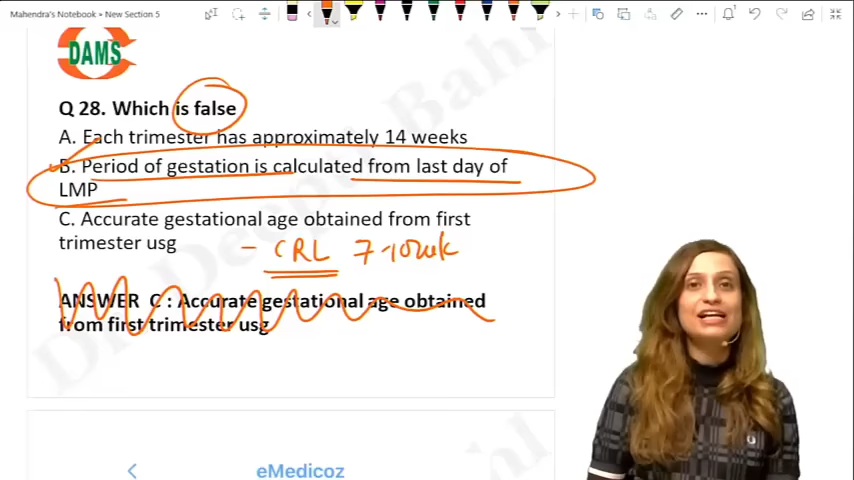 Mahendra's Notebook » New Section 5
DAMS
Q 28. Which is false
A. Each trimester has approximately 14 weeks
B. Period of gestation is calculated from last day of
LMP
C. Accurate gestational age obtained from first
trimester usg
- CRL 7-10wk
ANSWER C : Accurate gestational age obtained
from first trimester usg
eMedicoz